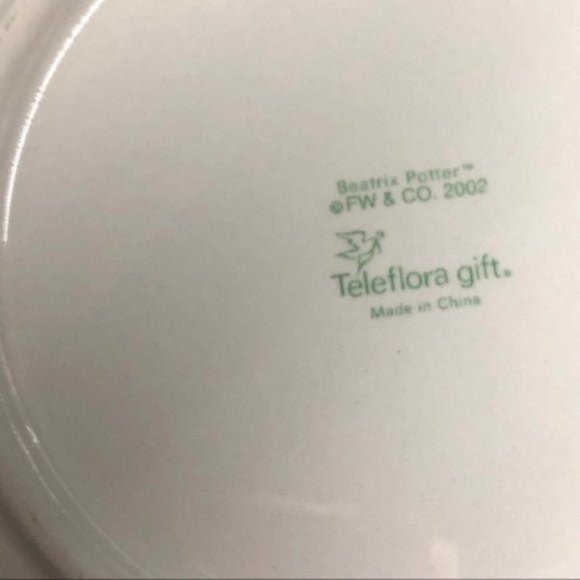 Beatrix Potter™
©FW & CO. 2002
Teleflora gift.
Made in China